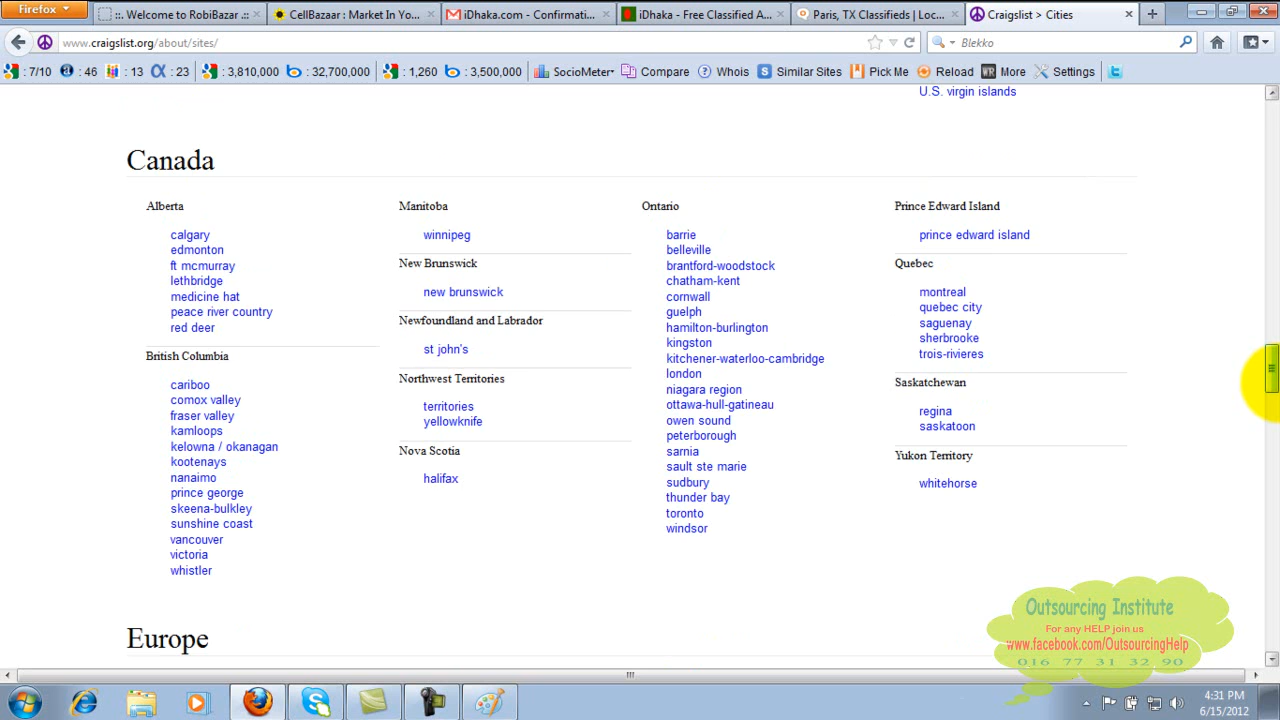 Firefox
::. Welcome to RobiBazar .::
CellBazaar : Market In Yo...
iDhaka.com - Confirmati...
iDhaka - Free Classified A...
Paris, TX Classifieds | Loc...
Craigslist > Cities
www.craigslist.org/about/sites/
Blekko
: 7/10
: 46
: 13
: 23
: 3,810,000
: 32,700,000
: 1,260
: 3,500,000
SocioMeter
Compare
Whois
Similar Sites
Pick Me
Reload
More
Settings
U.S. virgin islands
Canada
Alberta
calgary
edmonton
ft mcmurray
lethbridge
medicine hat
peace river country
red deer
British Columbia
cariboo
comox valley
fraser valley
kamloops
kelowna / okanagan
kootenays
nanaimo
prince george
skeena-bulkley
sunshine coast
vancouver
victoria
whistler
Manitoba
winnipeg
New Brunswick
new brunswick
Newfoundland and Labrador
st john's
Northwest Territories
territories
yellowknife
Nova Scotia
halifax
Ontario
barrie
belleville
brantford-woodstock
chatham-kent
cornwall
guelph
hamilton-burlington
kingston
kitchener-waterloo-cambridge
london
niagara region
ottawa-hull-gatineau
owen sound
peterborough
sarnia
sault ste marie
sudbury
thunder bay
toronto
windsor
Prince Edward Island
prince edward island
Quebec
montreal
quebec city
saguenay
sherbrooke
trois-rivieres
Saskatchewan
regina
saskatoon
Yukon Territory
whitehorse
Europe
Outsourcing Institute
For any HELP join us
www.facebook.com/OutsourcingHelp
016 77 31 32 90
4:31 PM
6/15/2012